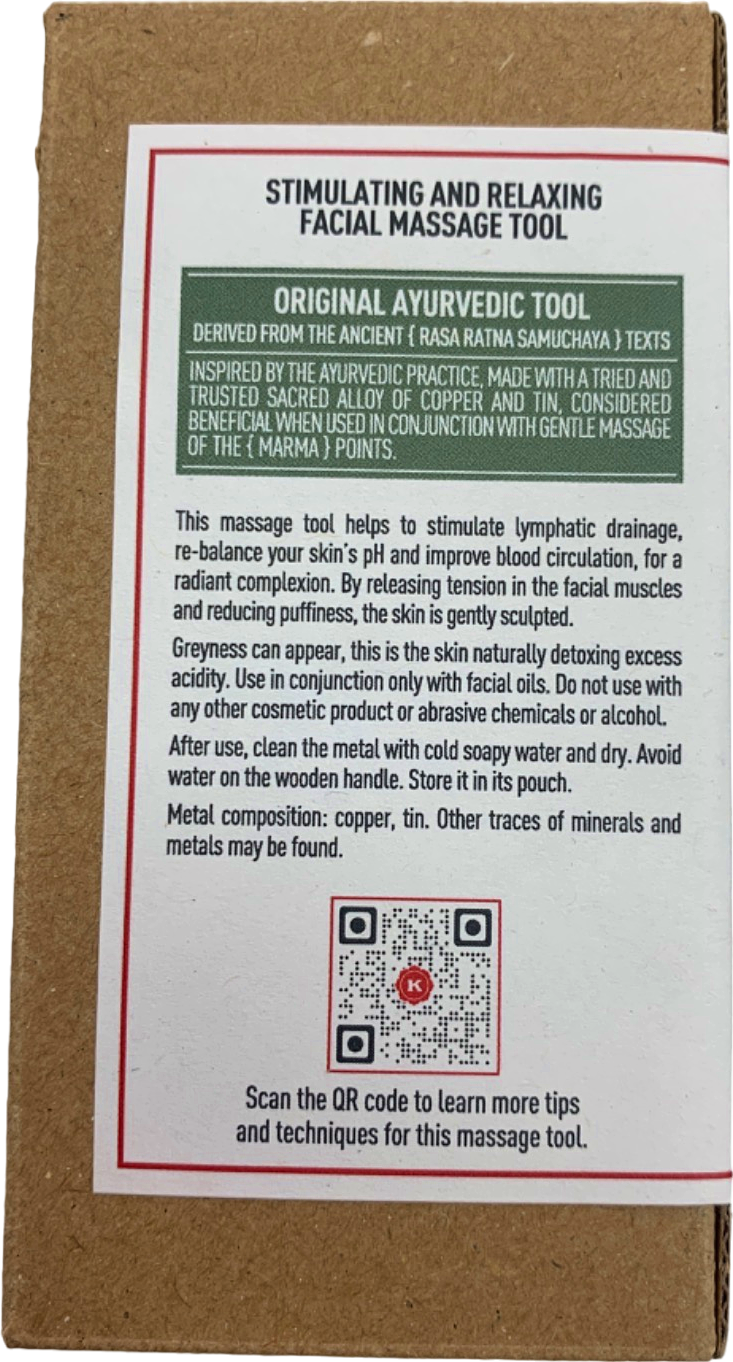 STIMULATING AND RELAXING
FACIAL MASSAGE TOOL
ORIGINAL AYURVEDIC TOOL
DERIVED FROM THE ANCIENT { RASA RATNA SAMUCHAYA } TEXTS
INSPIRED BY THE AYURVEDIC PRACTICE, MADE WITH A TRIED AND
TRUSTED SACRED ALLOY OF COPPER AND TIN, CONSIDERED
BENEFICIAL WHEN USED IN CONJUNCTION WITH GENTLE MASSAGE
OF THE { MARMA } POINTS.
This massage tool helps to stimulate lymphatic drainage,
re-balance your skin's pH and improve blood circulation, for a
radiant complexion. By releasing tension in the facial muscles
and reducing puffiness, the skin is gently sculpted.
Greyness can appear, this is the skin naturally detoxing excess
acidity. Use in conjunction only with facial oils. Do not use with
any other cosmetic product or abrasive chemicals or alcohol.
After use, clean the metal with cold soapy water and dry. Avoid
water on the wooden handle. Store it in its pouch.
Metal composition: copper, tin. Other traces of minerals and
metals may be found.
K
Scan the QR code to learn more tips
and techniques for this massage tool.